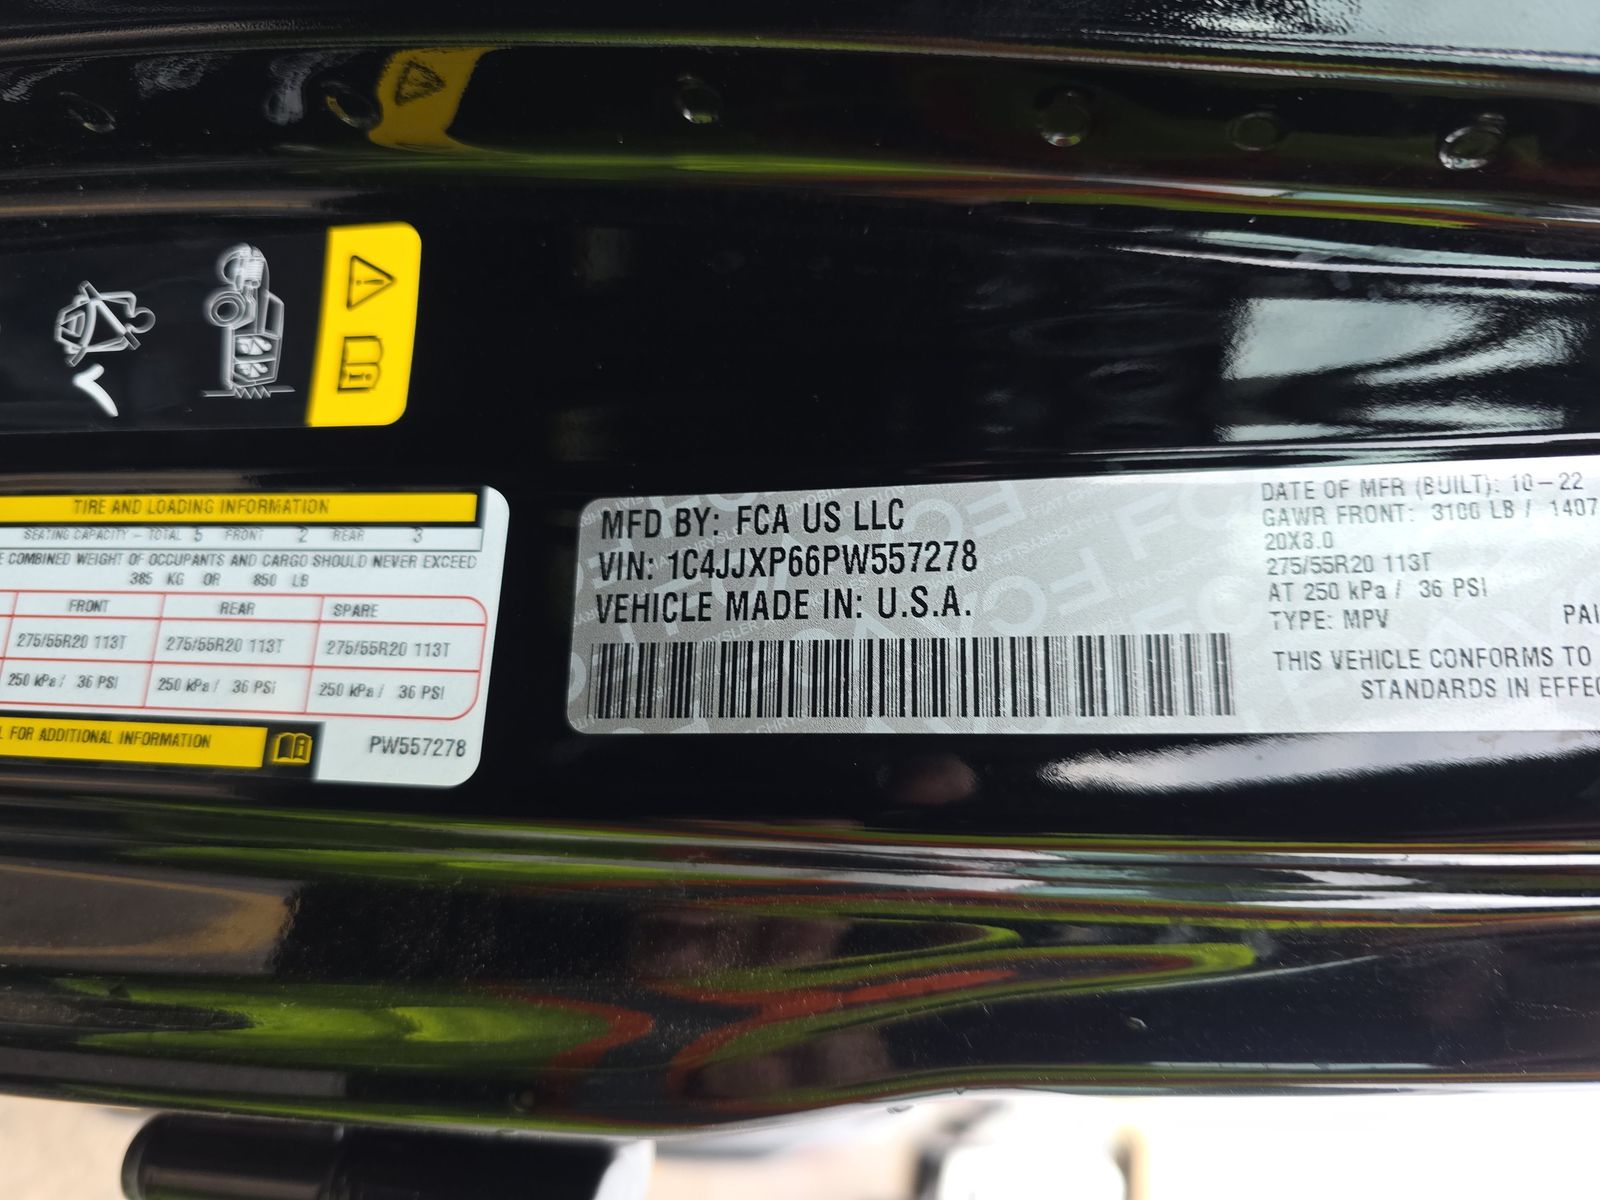 TIRE AND LOADING INFORMATION
SEATING CAPACITY - TOTAL 5 FRONT 2 REAR 3
COMBINED WEIGHT OF OCCUPANTS AND CARGO SHOULD NEVER EXCEED
385 KG OR 850 LB
FRONT REAR SPARE
275/55R20 113T 275/55R20 113T 275/55R20 113T
250 kPa / 36 PSI 250 kPa / 36 PSI 250 kPa / 36 PSI
FOR ADDITIONAL INFORMATION
PW557278
MFD BY: FCA US LLC
VIN: 1C4JJXP66PW557278
VEHICLE MADE IN: U.S.A.
DATE OF MFR (BUILT): 10-22
GAWR FRONT: 3100 LB / 1407
20X8.0
275/55R20 113T
AT 250 kPa / 36 PSI
TYPE: MPV PAI
THIS VEHICLE CONFORMS TO
STANDARDS IN EFFEC